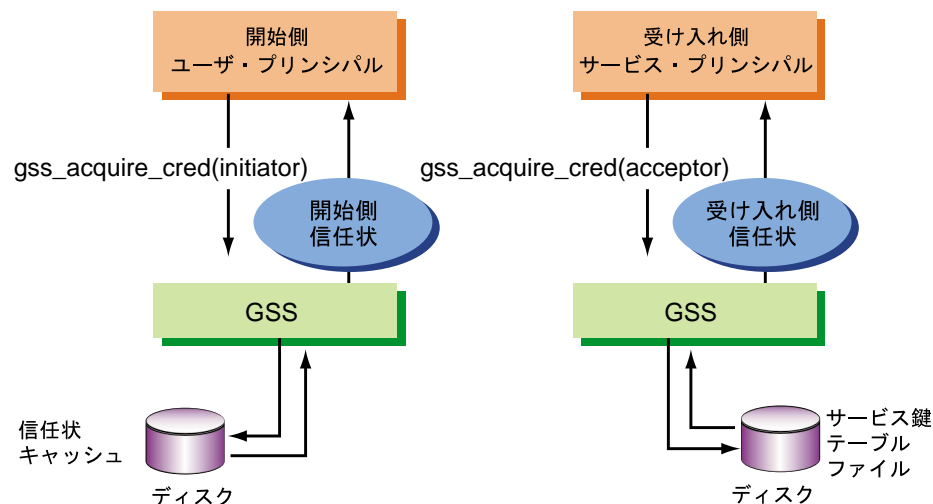 開始側
ユーザ・プリンシパル
gss_acquire_cred(initiator)
開始側
信任状
GSS
信任状
キャッシュ
ディスク
受け入れ側
サービス・プリンシパル
gss_acquire_cred(acceptor)
受け入れ側
信任状
GSS
サービス鍵
テーブル
ファイル
ディスク